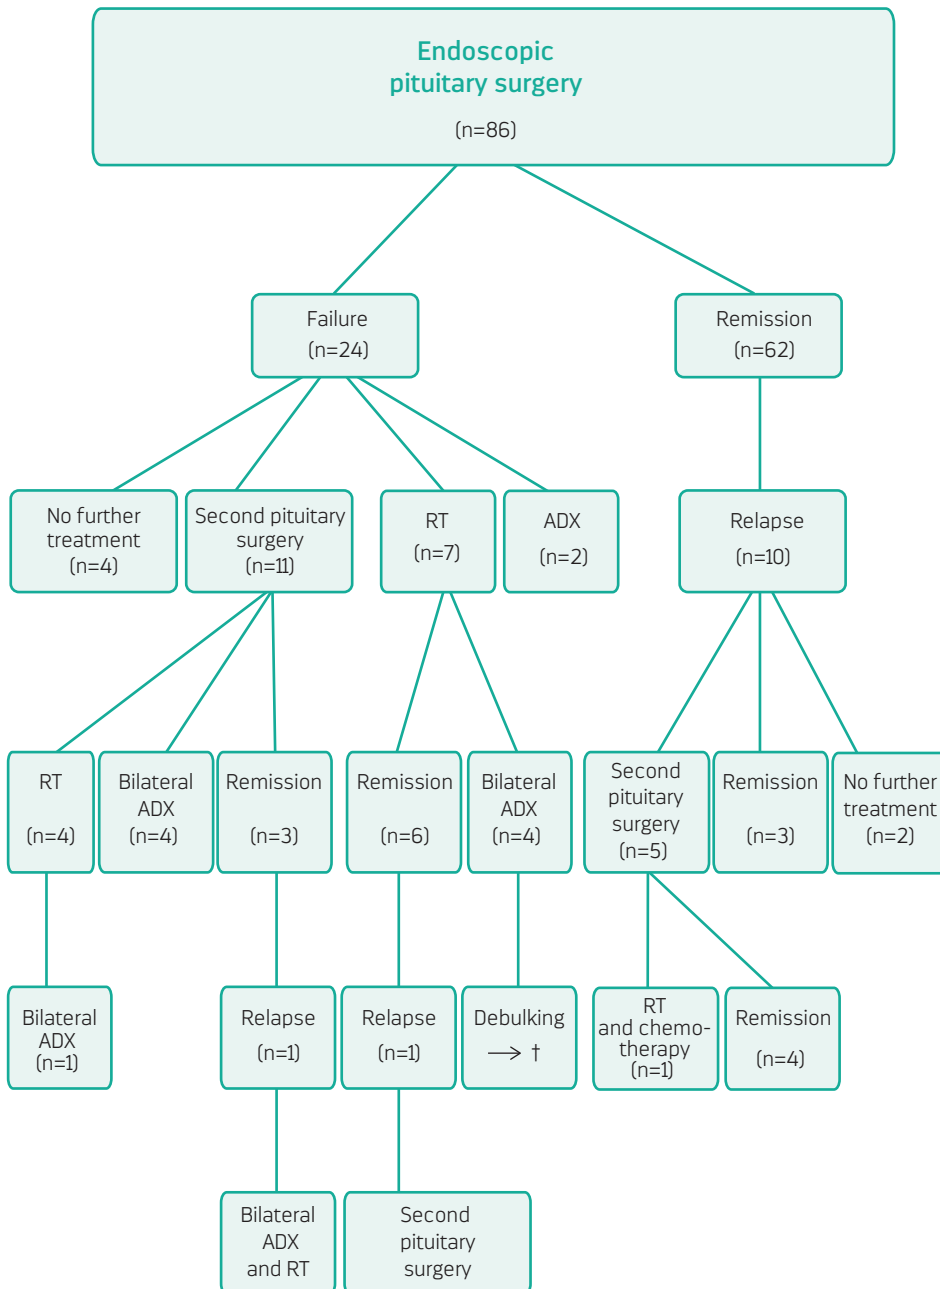 Endoscopic
pituitary surgery
(n=86)
Failure
(n=24)
Remission
(n=62)
No further
treatment
(n=4)
Second pituitary
surgery
(n=11)
RT
(n=7)
ADX
(n=2)
Relapse
(n=10)
RT
(n=4)
Bilateral
ADX
(n=4)
Remission
(n=3)
Remission
(n=6)
Bilateral
ADX
(n=4)
Second
pituitary
surgery
(n=5)
Remission
(n=3)
No further
treatment
(n=2)
Bilateral
ADX
(n=1)
Relapse
(n=1)
Relapse
(n=1)
Debulking
→ †
RT
and chemo-
therapy
(n=1)
Remission
(n=4)
Bilateral
ADX
and RT
Second
pituitary
surgery